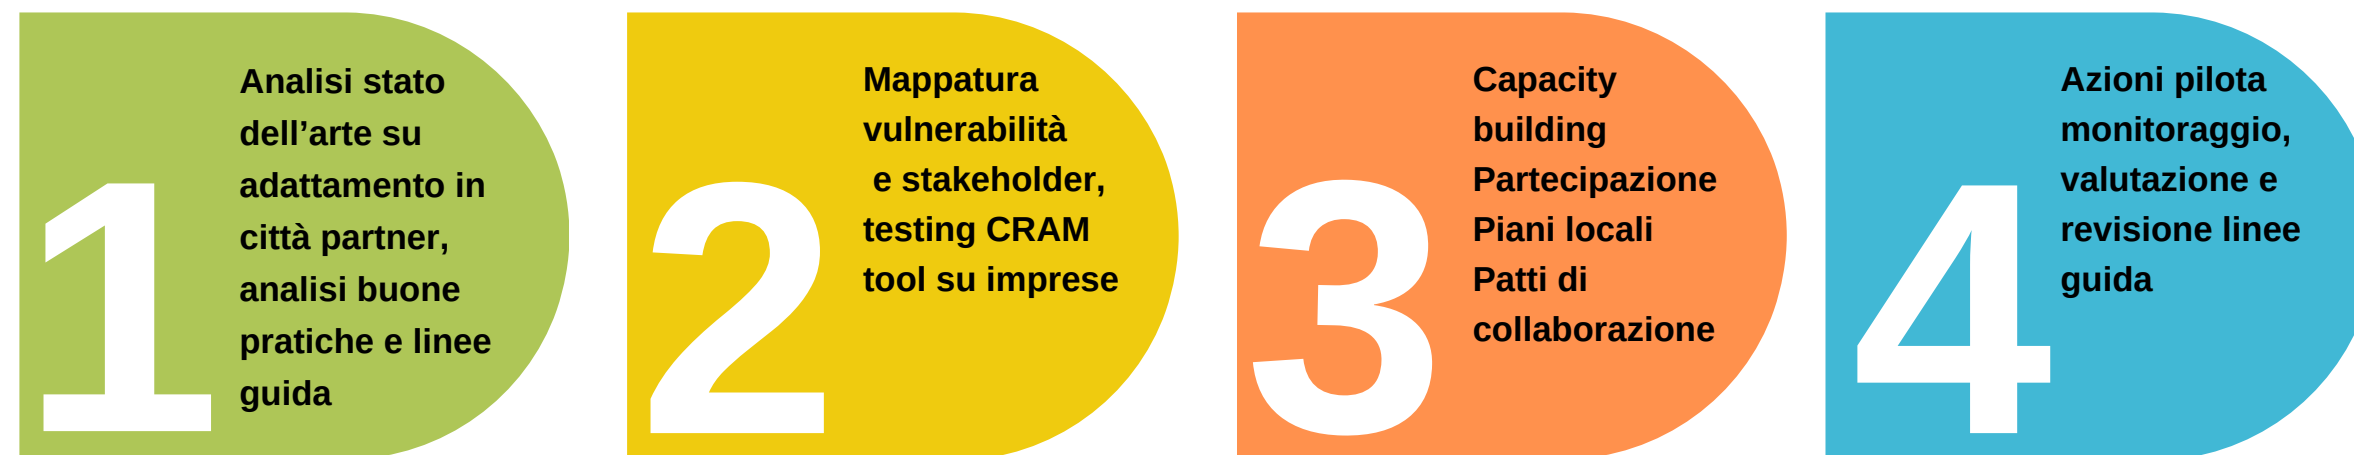 1
Analisi stato
dell’arte su
adattamento in
città partner,
analisi buone
pratiche e linee
guida
2
Mappatura
vulnerabilità
e stakeholder,
testing CRAM
tool su imprese
3
Capacity
building
Partecipazione
Piani locali
Patti di
collaborazione
4
Azioni pilota
monitoraggio,
valutazione e
revisione linee
guida